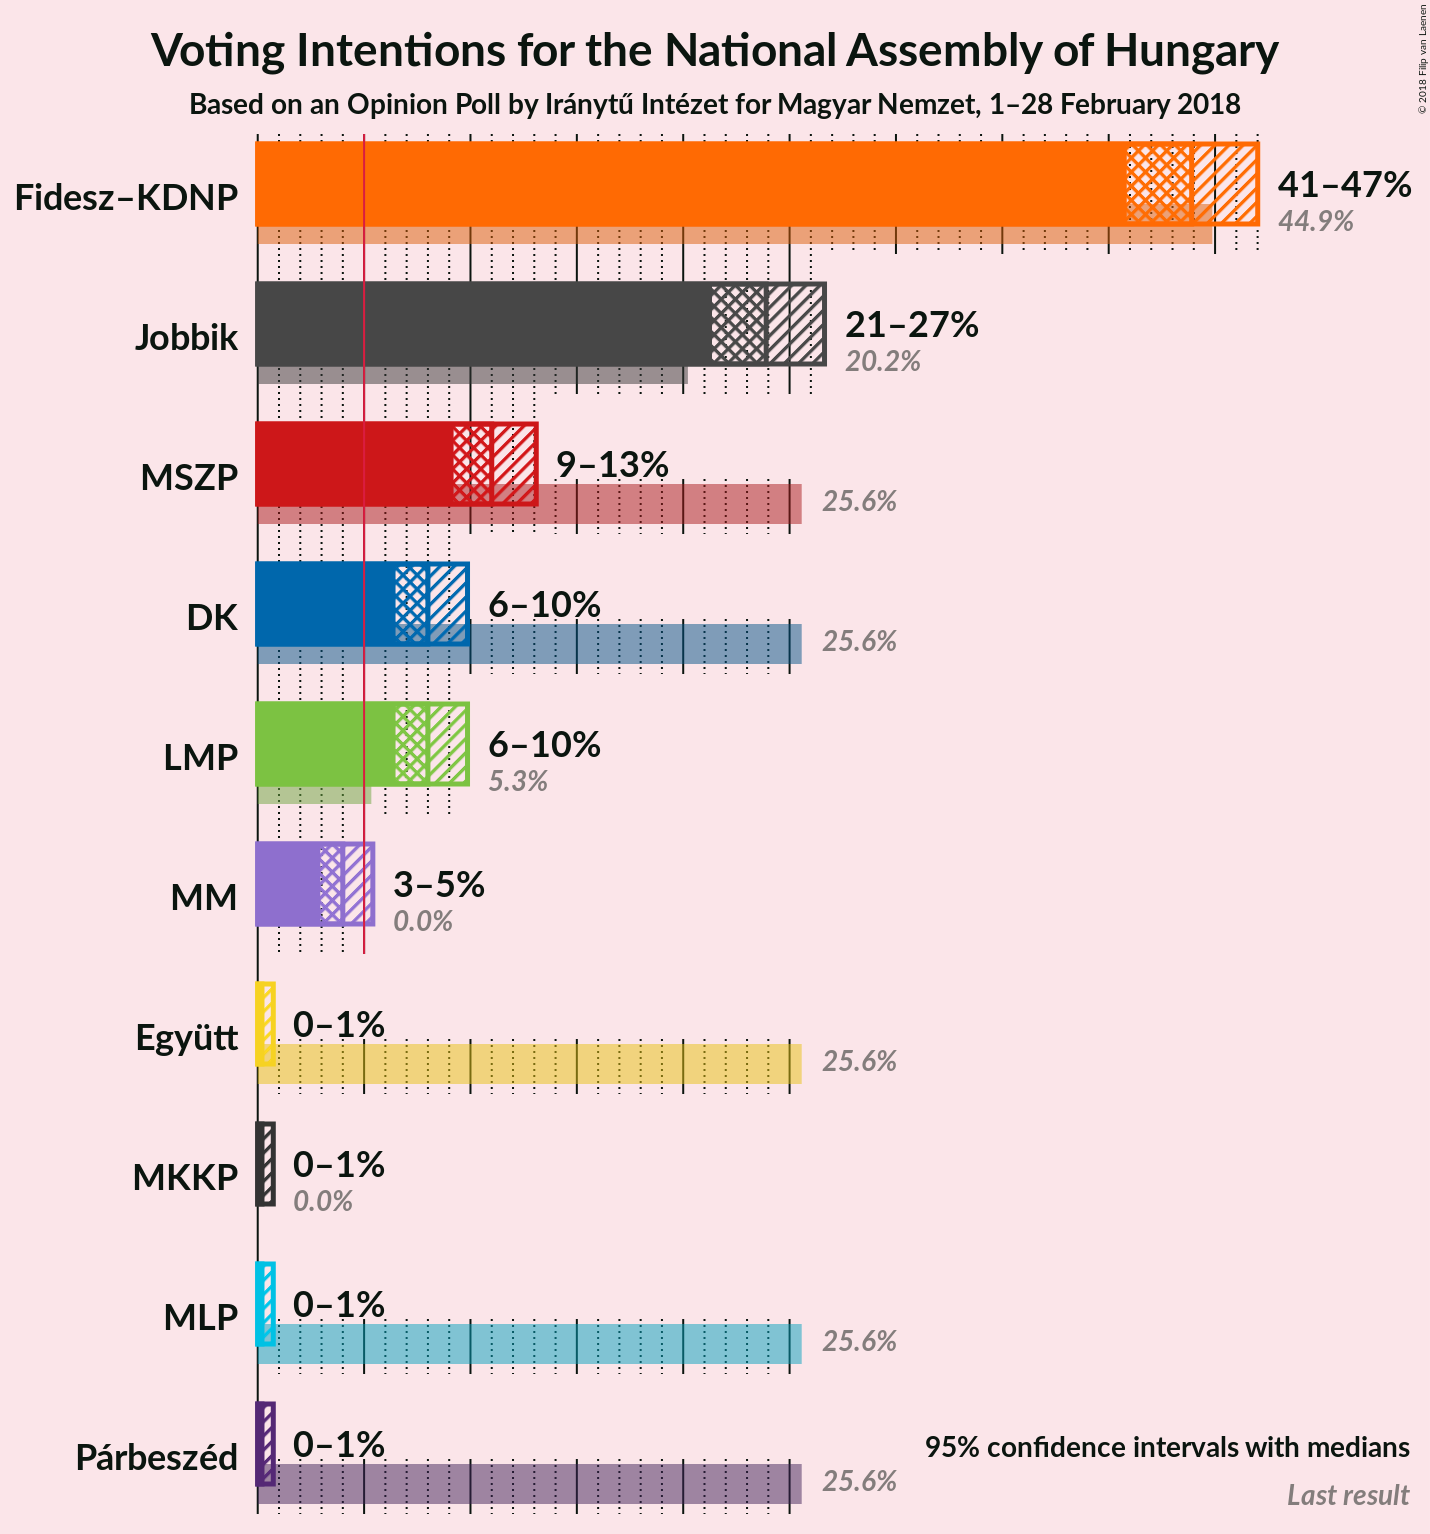 Voting Intentions for the National Assembly of Hungary
Based on an Opinion Poll by Iránytű Intézet for Magyar Nemzet, 1–28 February 2018
© 2018 Filip van Laenen
Fidesz–KDNP
41–47%
44.9%
Jobbik
21–27%
20.2%
MSZP
9–13%
25.6%
DK
6–10%
25.6%
LMP
6–10%
5.3%
MM
3–5%
0.0%
Együtt
0–1%
25.6%
MKKP
0–1%
0.0%
MLP
0–1%
25.6%
Párbeszéd
0–1%
25.6%
95% confidence intervals with medians
Last result